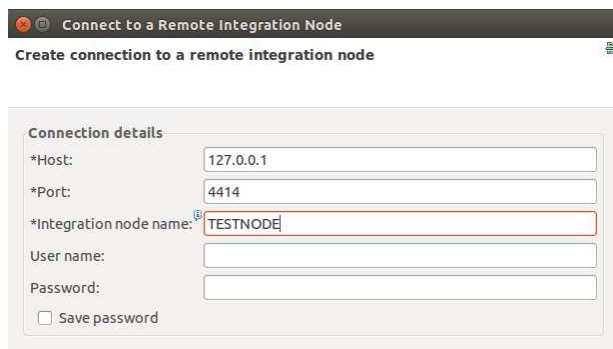 Connect to a Remote Integration Node
Create connection to a remote integration node
Connection details
*Host: 127.0.0.1
*Port: 4414
*Integration node name: TESTNODE
User name:
Password:
Save password